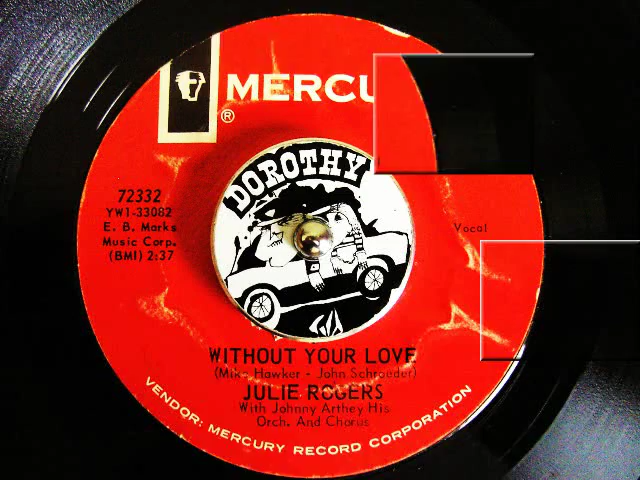 MERCU
®
DOROTHY
72332
YW1-33082
E. B. Marks
Music Corp.
(BMI) 2:37
Vocal
WITHOUT YOUR LOVE
(Mike Hawker - John Schroeder)
JULIE ROGERS
With Johnny Arthey His
Orch. And Chorus
VENDOR: MERCURY RECORD CORPORATION